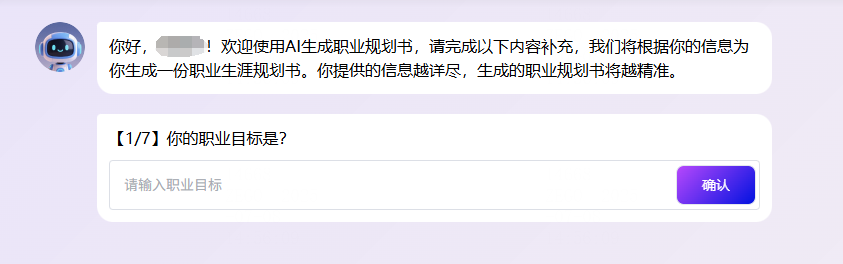 你好，！欢迎使用AI生成职业规划书，请完成以下内容补充，我们将根据你的信息为
你生成一份职业生涯规划书。你提供的信息越详尽，生成的职业规划书将越精准。
【1/7】你的职业目标是？
请输入职业目标
确认